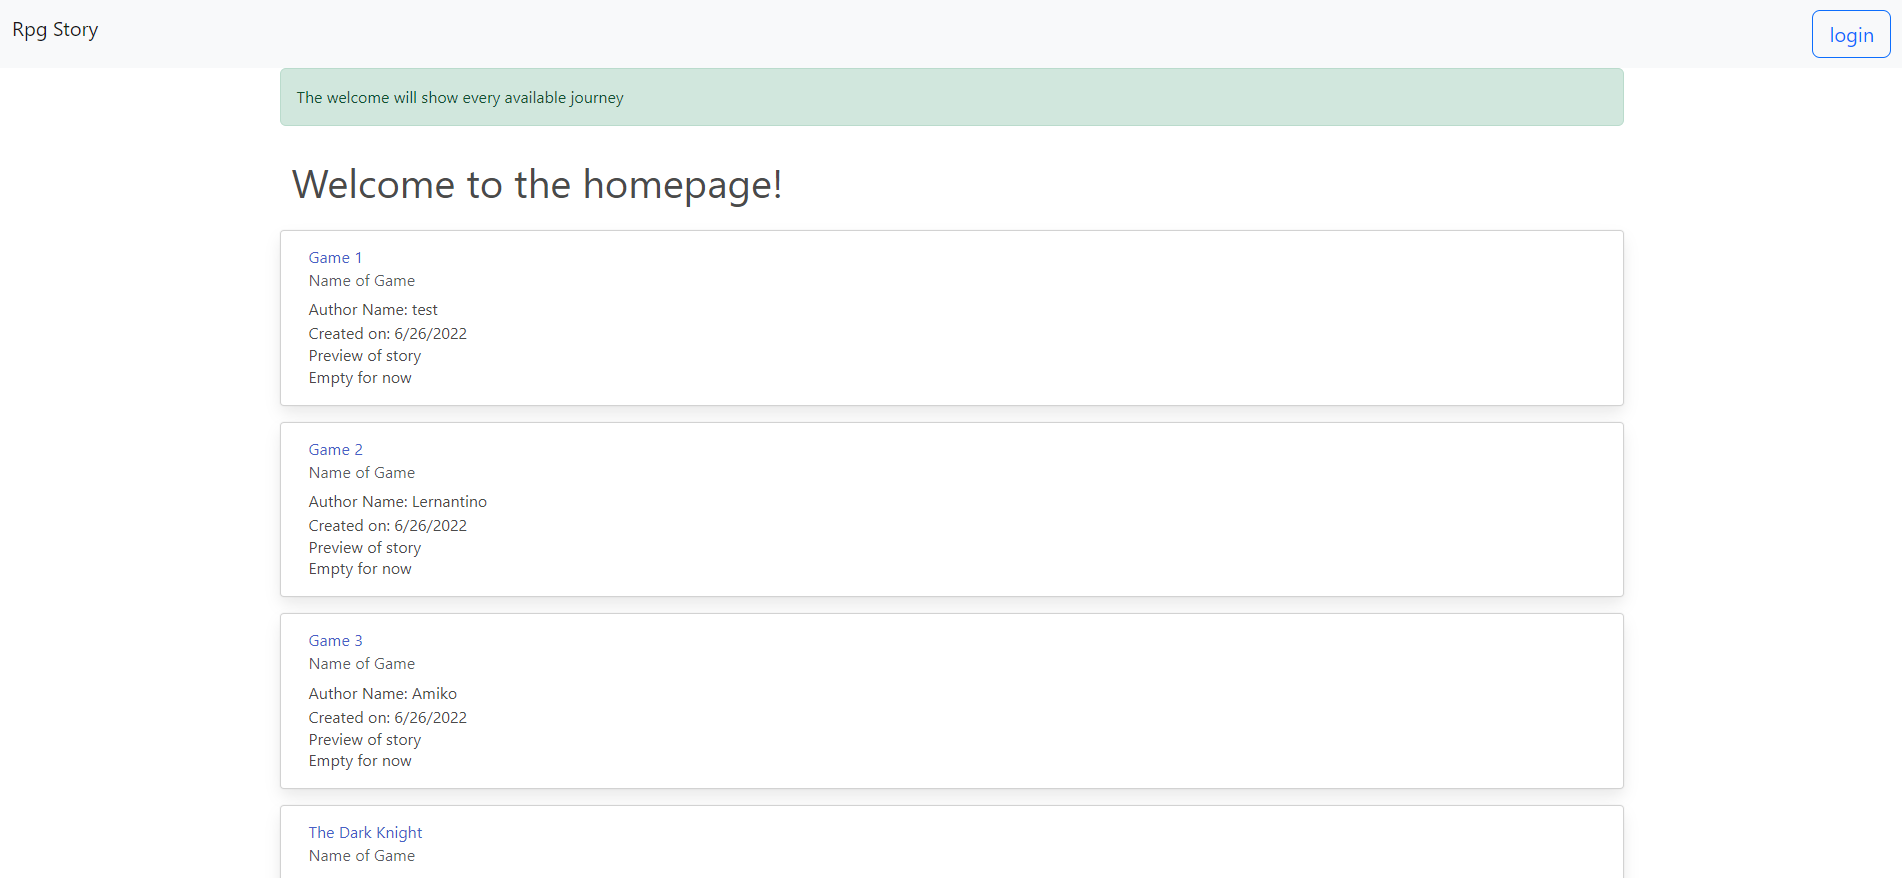 Rpg Story
login
The welcome will show every available journey
Welcome to the homepage!
Game 1
Name of Game
Author Name: test
Created on: 6/26/2022
Preview of story
Empty for now
Game 2
Name of Game
Author Name: Lernantino
Created on: 6/26/2022
Preview of story
Empty for now
Game 3
Name of Game
Author Name: Amiko
Created on: 6/26/2022
Preview of story
Empty for now
The Dark Knight
Name of Game